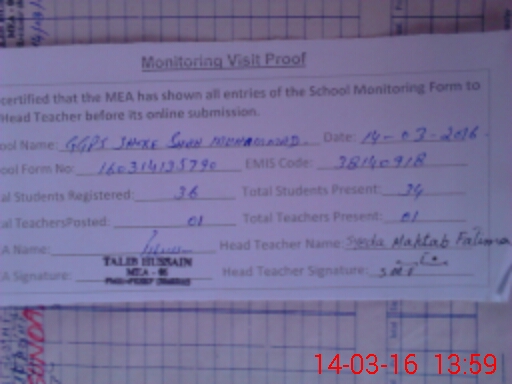 Monitoring Visit Proof
certified that the MEA has shown all entries of the School Monitoring Form to
Head Teacher before its online submission.
ool Name: GGPS Shah MUHAMMAD. Date: 14-03-2016.
ool Form No: 160314135790 EMIS Code: 38140918
al Students Registered: 36 Total Students Present: 34
al TeachersPosted: 01 Total Teachers Present: 01
A Name: Head Teacher Name: Syeda Mahtab Fatima
TALIB HUSSAIN
A Signature: MEA - Head Teacher Signature:
14-03-16 13:59